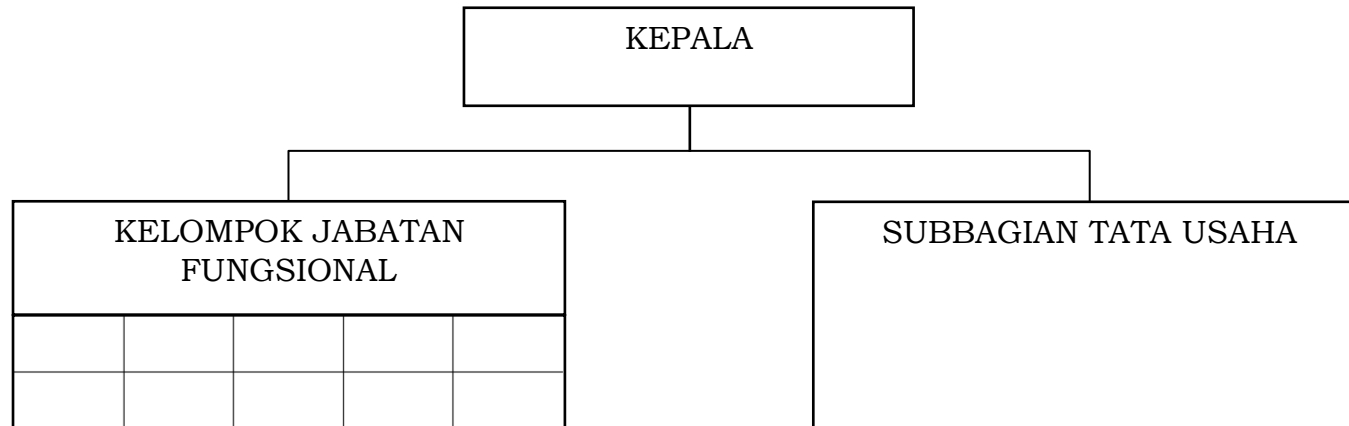 KEPALA
KELOMPOK JABATAN
FUNGSIONAL
SUBBAGIAN TATA USAHA